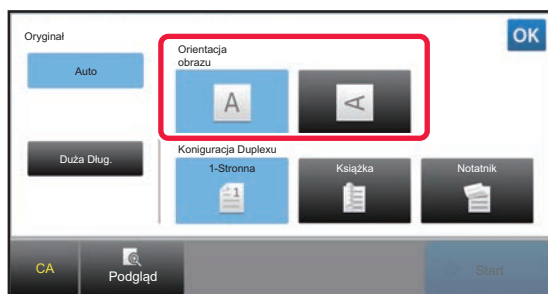 Oryginał
OK
Auto
Duża Dług.
Orientacja
obrazu
A
A
Koniguracja Duplexu
1-Stronna
1
Książka
Notatnik
CA
Podgląd
Start